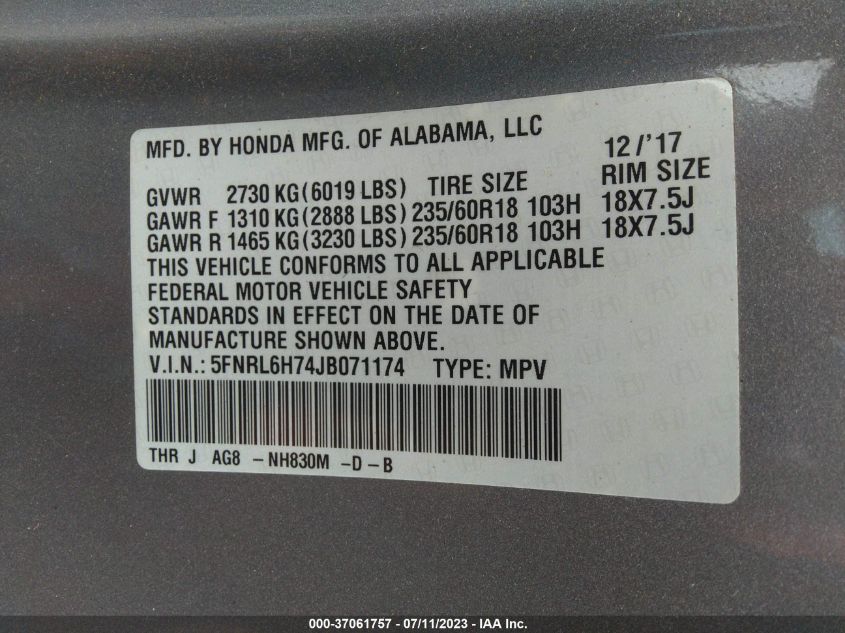 MFD. BY HONDA MFG. OF ALABAMA, LLC 12/'17
GVWR 2730 KG(6019 LBS) TIRE SIZE RIM SIZE
GAWR F 1310 KG(2888 LBS) 235/60R18 103H 18X7.5J
GAWR R 1465 KG(3230 LBS) 235/60R18 103H 18X7.5J
THIS VEHICLE CONFORMS TO ALL APPLICABLE
FEDERAL MOTOR VEHICLE SAFETY
STANDARDS IN EFFECT ON THE DATE OF
MANUFACTURE SHOWN ABOVE.
V.I.N.: 5FNRL6H74JB071174 TYPE: MPV
THR J AG8 -NH830M -D-B
000-37061757 - 07/11/2023 - IAA Inc.